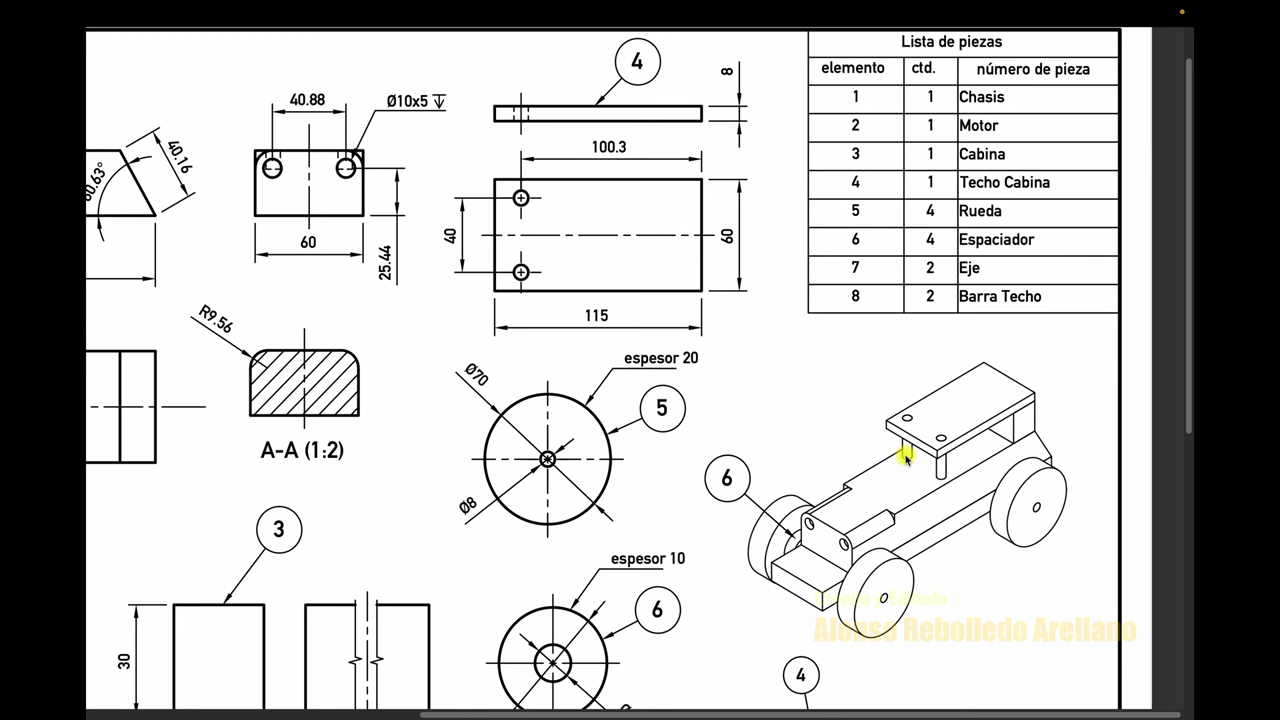 Lista de piezas
elemento ctd. número de pieza
1 1 Chasis
2 1 Motor
3 1 Cabina
4 1 Techo Cabina
5 4 Rueda
6 4 Espaciador
7 2 Eje
8 2 Barra Techo
4
8
40.88
Ø10x5
40.16
100.3
40
60
60
25.44
115
R9.56
A-A (1:2)
espesor 20
Ø70
5
Ø8
6
3
espesor 10
6
30
4
Alonso Rebolledo Arellano